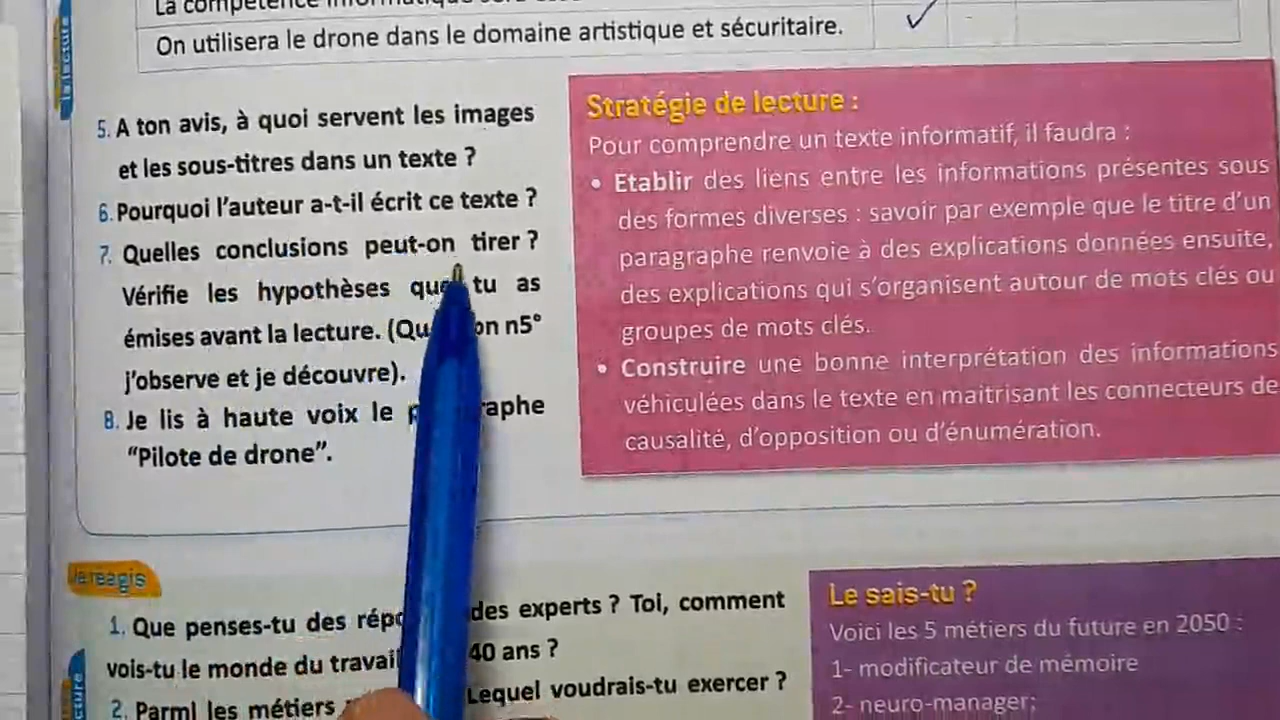 La compétence informatique
On utilisera le drone dans le domaine artistique et sécuritaire.
la lecture
5. A ton avis, à quoi servent les images
et les sous-titres dans un texte ?
6. Pourquoi l'auteur a-t-il écrit ce texte ?
7. Quelles conclusions peut-on tirer ?
Vérifie les hypothèses que tu as
émises avant la lecture. (Qu on n5°
j'observe et je découvre).
8. Je lis à haute voix le p raphe
"Pilote de drone".
Stratégie de lecture :
Pour comprendre un texte informatif, il faudra :
• Etablir des liens entre les informations présentes sous
des formes diverses : savoir par exemple que le titre d'un
paragraphe renvoie à des explications données ensuite,
des explications qui s'organisent autour de mots clés ou
groupes de mots clés.
• Construire une bonne interprétation des informations
véhiculées dans le texte en maitrisant les connecteurs de
causalité, d'opposition ou d'énumération.
Je réagis
1. Que penses-tu des rép des experts ? Toi, comment
vois-tu le monde du travail 40 ans ?
2. Parmi les métiers Lequel voudrais-tu exercer ?
Le sais-tu ?
Voici les 5 métiers du futur en 2050 :
1- modificateur de mémoire
2- neuro-manager;